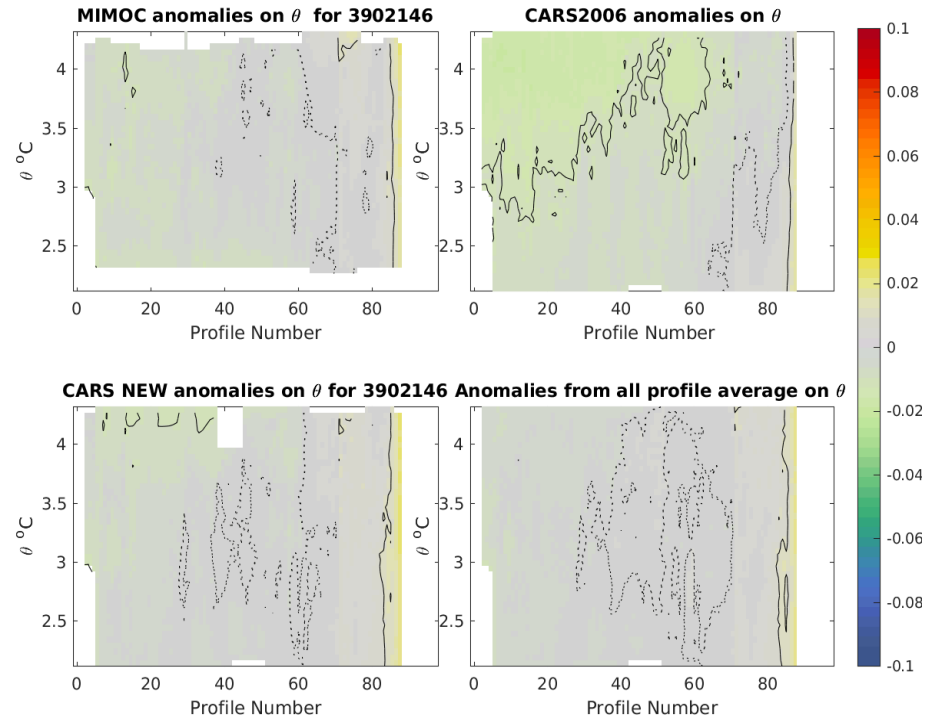 MIMOC anomalies on θ for 3902146
CARS2006 anomalies on θ
4
3.5
3
2.5
θ °C
0 20 40 60 80
Profile Number
4
3.5
3
2.5
θ °C
0 20 40 60 80
Profile Number
CARS NEW anomalies on θ for 3902146
Anomalies from all profile average on θ
4
3.5
3
2.5
θ °C
0 20 40 60 80
Profile Number
4
3.5
3
2.5
θ °C
0 20 40 60 80
Profile Number
0.1
0.08
0.06
0.04
0.02
0
-0.02
-0.04
-0.06
-0.08
-0.1